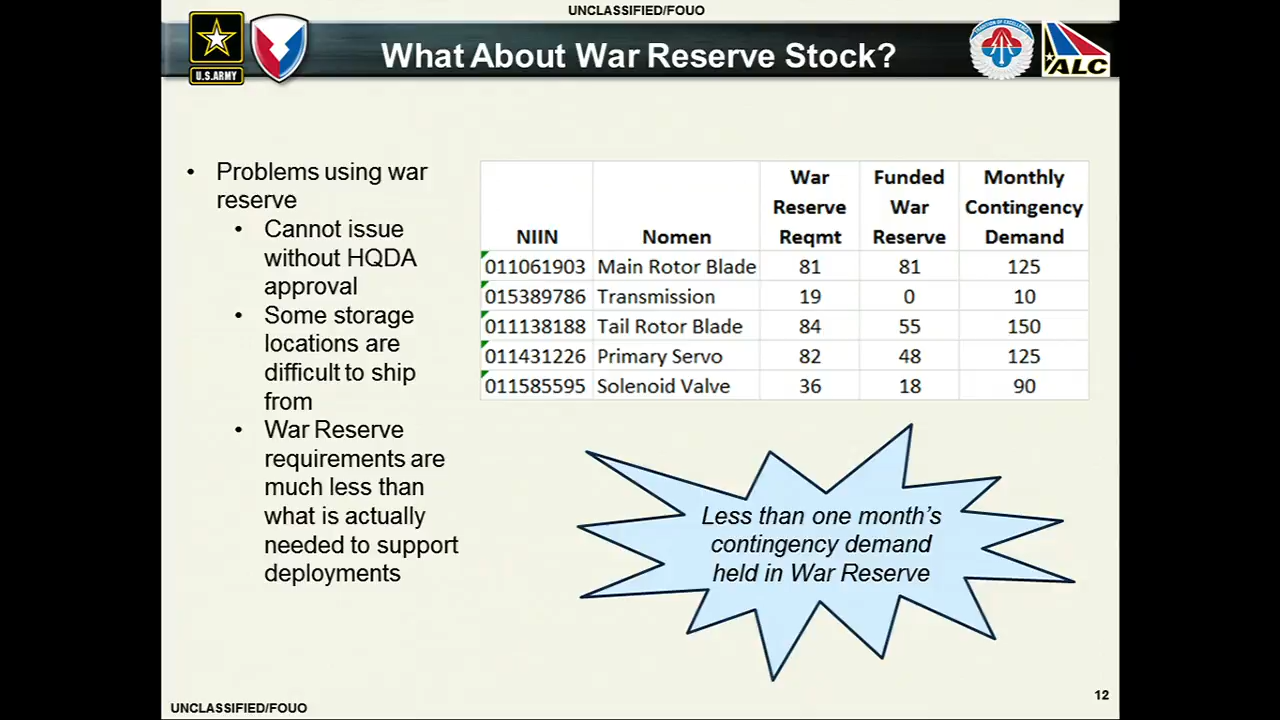 UNCLASSIFIED/FOUO
U.S.ARMY
What About War Reserve Stock?
ALC
• Problems using war
reserve
• Cannot issue
without HQDA
approval
• Some storage
locations are
difficult to ship
from
• War Reserve
requirements are
much less than
what is actually
needed to support
deployments
NIIN Nomen War Reserve Reqmt Funded War Reserve Monthly Contingency Demand
011061903 Main Rotor Blade 81 81 125
015389786 Transmission 19 0 10
011138188 Tail Rotor Blade 84 55 150
011431226 Primary Servo 82 48 125
011585595 Solenoid Valve 36 18 90
Less than one month's
contingency demand
held in War Reserve
12
UNCLASSIFIED/FOUO